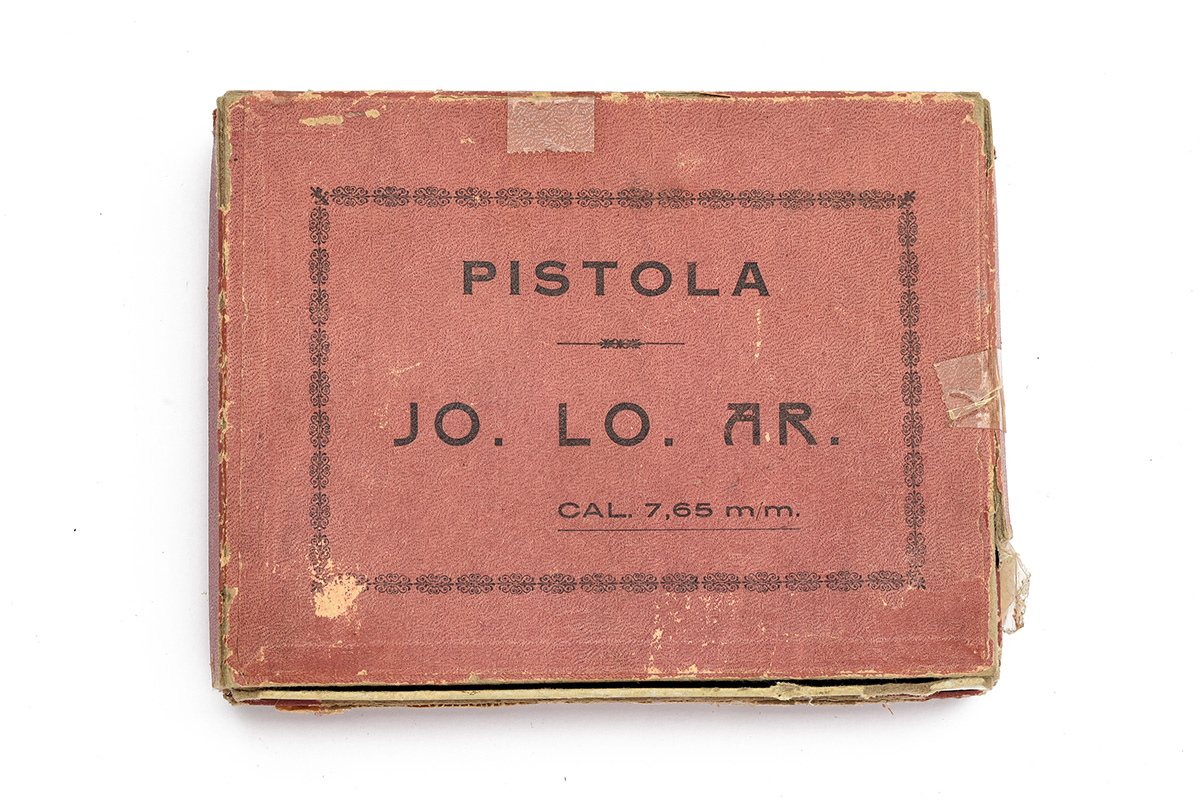 PISTOLA
JO. LO. AR.
CAL. 7,65 m/m.